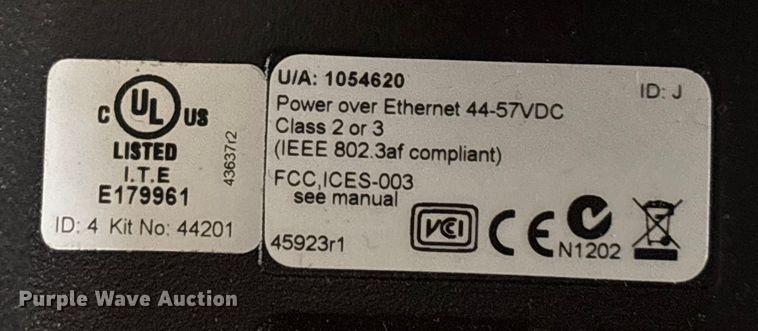 C UL US
LISTED
I.T.E
E179961
43637r2
ID: 4 Kit No: 44201
U/A: 1054620
ID: J
Power over Ethernet 44-57VDC
Class 2 or 3
(IEEE 802.3af compliant)
FCC,ICES-003
see manual
45923r1
VCI
CE
N1202
Purple Wave Auction